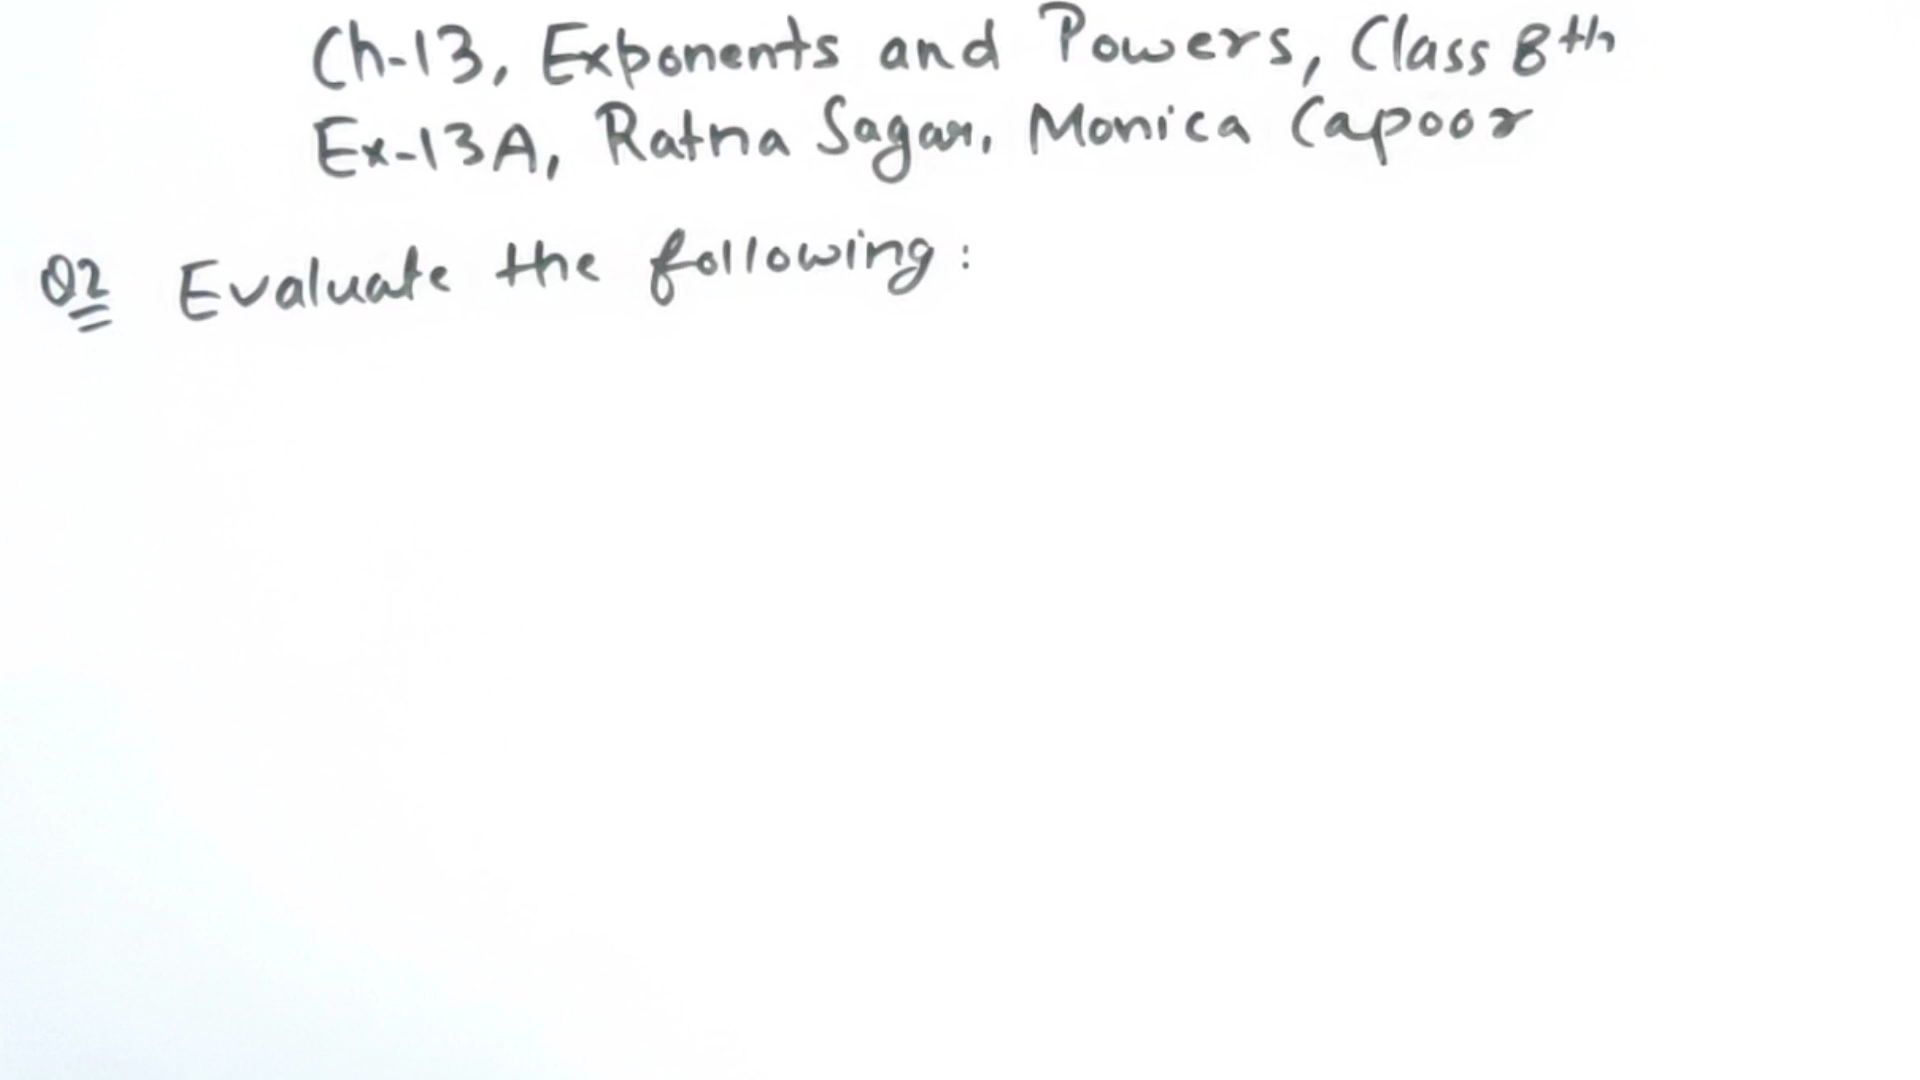 Ch-13, Exponents and Powers, Class 8th
Ex-13A, Ratna Sagar, Monica Capoor
Q2 Evaluate the following: